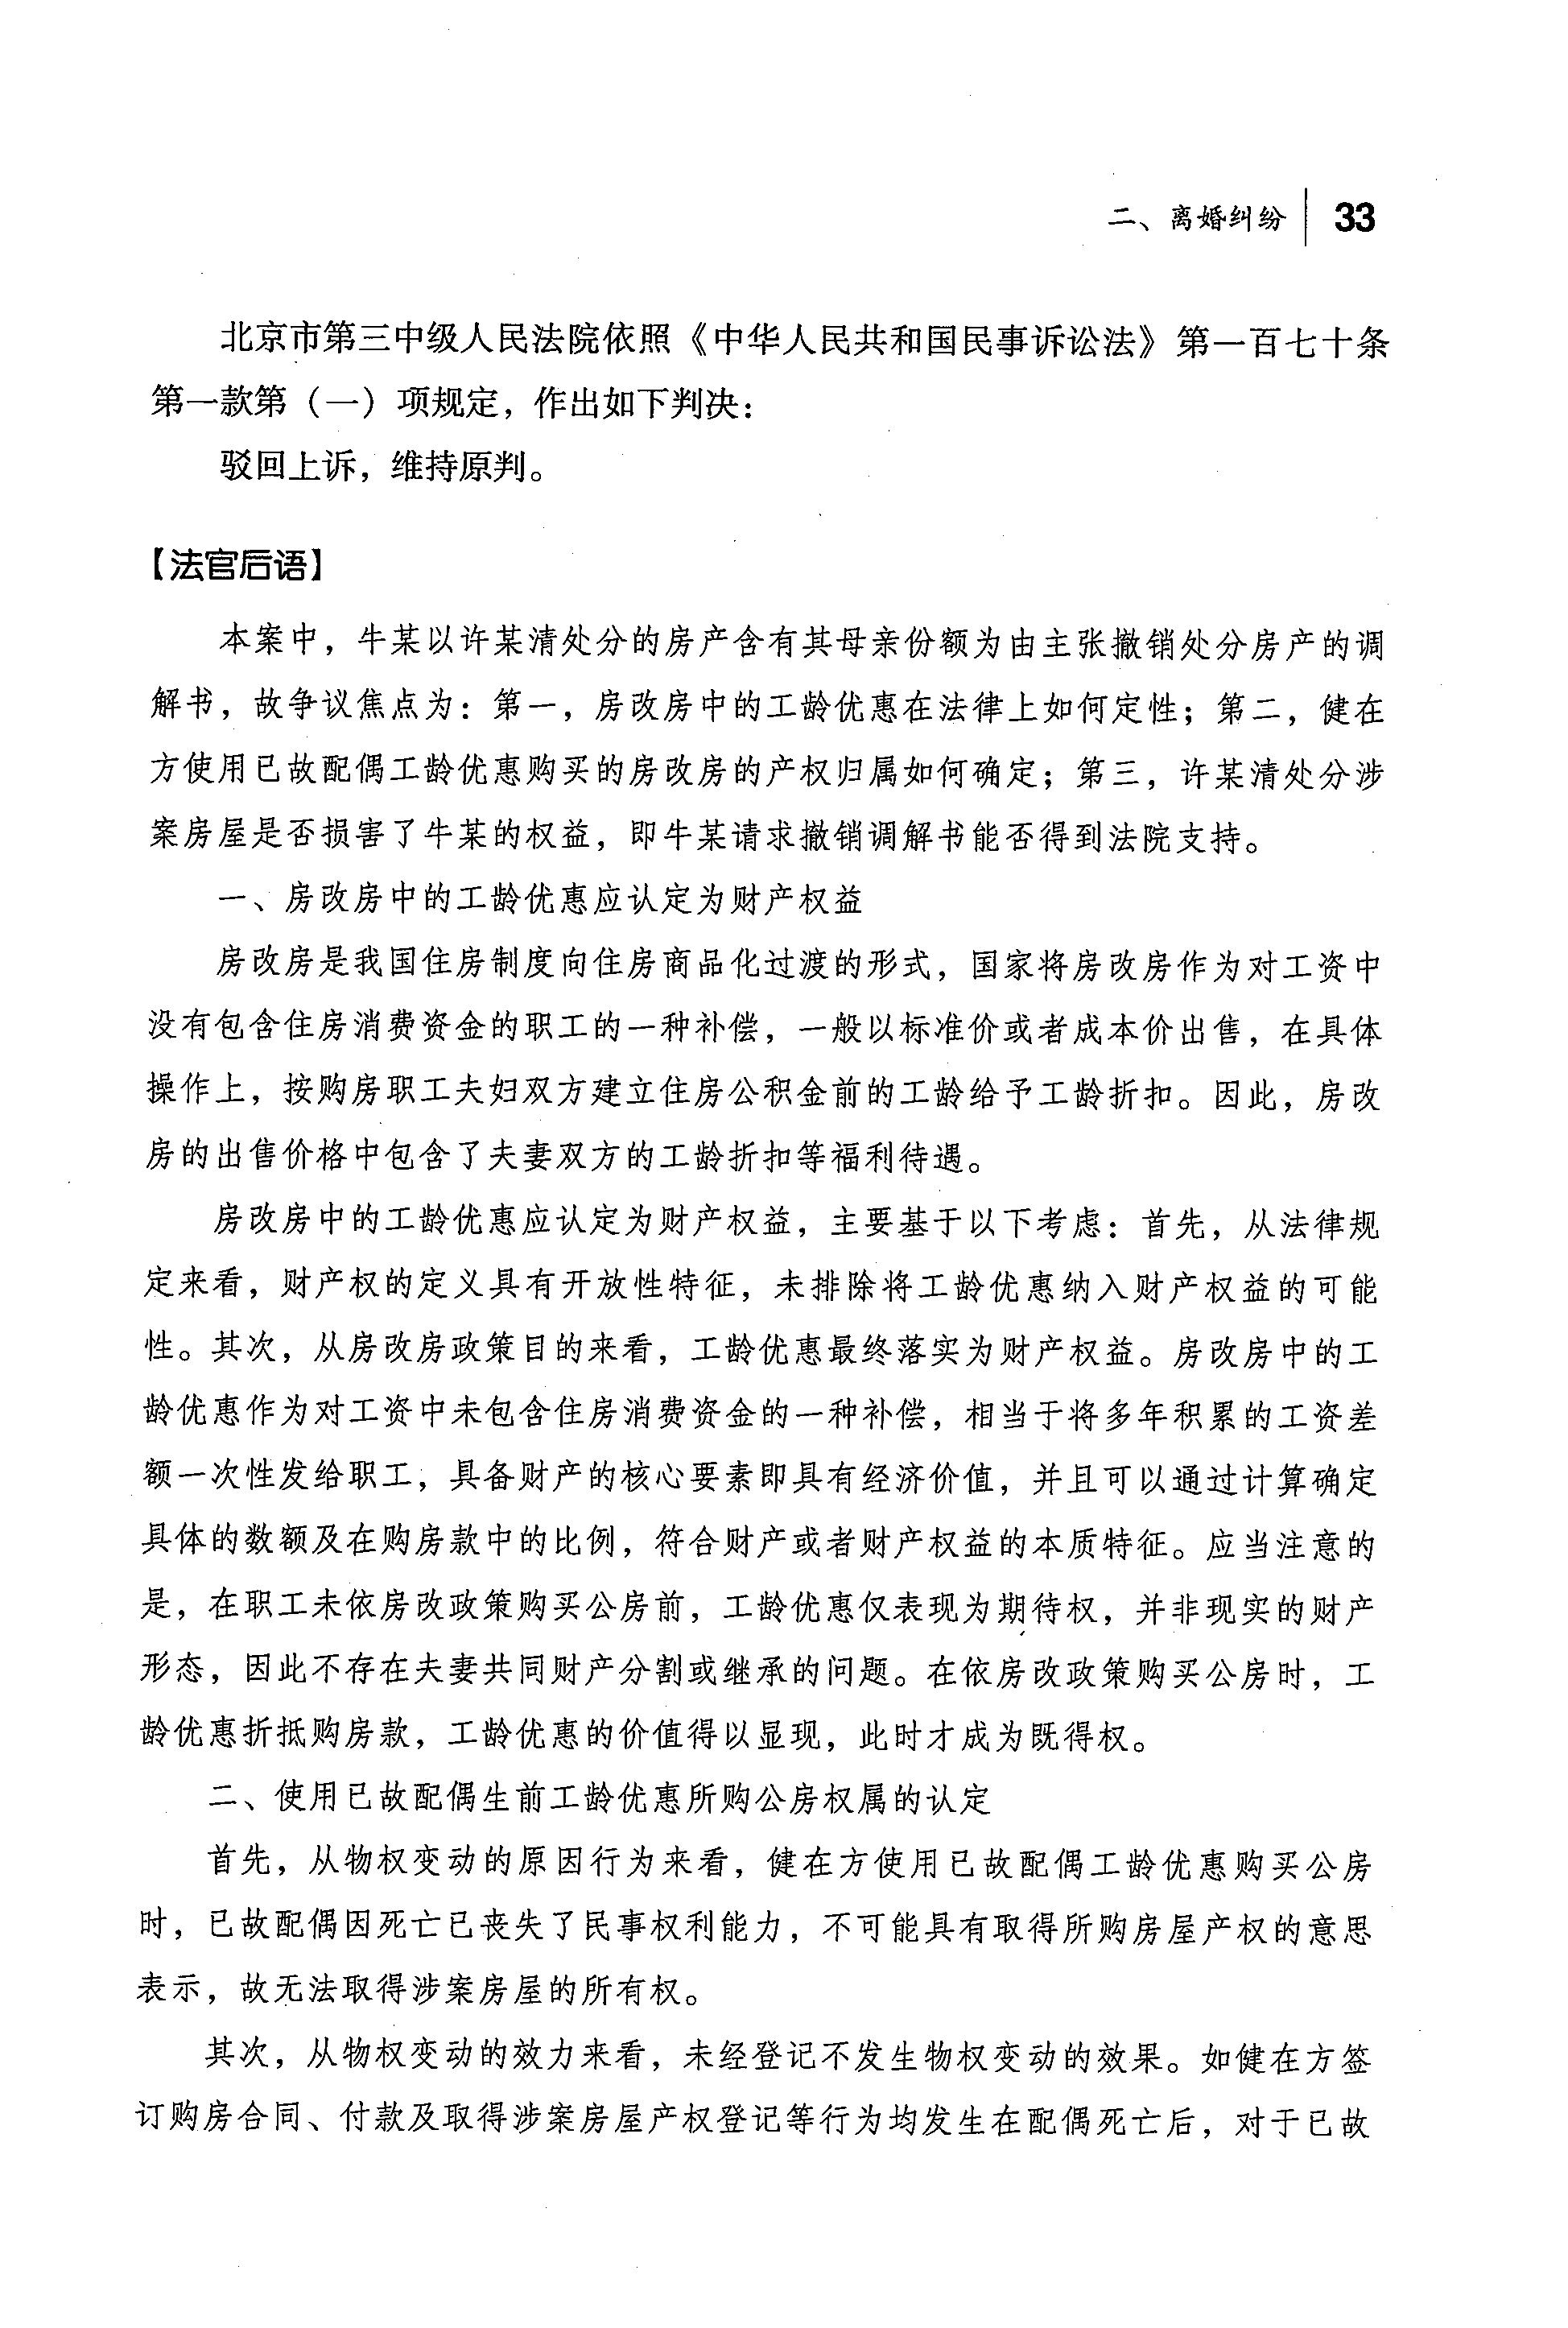 二、离婚纠纷 33
北京市第三中级人民法院依照《中华人民共和国民事诉讼法》第一百七十条
第一款第（一）项规定，作出如下判决：
驳回上诉，维持原判。
【法官后语】
本案中，牛某以许某清处分的房产含有其母亲份额为由主张撤销处分房产的调
解书，故争议焦点为：第一，房改房中的工龄优惠在法律上如何定性；第二，健在
方使用已故配偶工龄优惠购买的房改房的产权归属如何确定；第三，许某清处分涉
案房屋是否损害了牛某的权益，即牛某请求撤销调解书能否得到法院支持。
一、房改房中的工龄优惠应认定为财产权益
房改房是我国住房制度向住房商品化过渡的形式，国家将房改房作为对工资中
没有包含住房消费资金的职工的一种补偿，一般以标准价或者成本价出售，在具体
操作上，按购房职工夫妇双方建立住房公积金前的工龄给予工龄折扣。因此，房改
房的出售价格中包含了夫妻双方的工龄折扣等福利待遇。
房改房中的工龄优惠应认定为财产权益，主要基于以下考虑：首先，从法律规
定来看，财产权的定义具有开放性特征，未排除将工龄优惠纳入财产权益的可能
性。其次，从房改房政策目的来看，工龄优惠最终落实为财产权益。房改房中的工
龄优惠作为对工资中未包含住房消费资金的一种补偿，相当于将多年积累的工资差
额一次性发给职工，具备财产的核心要素即具有经济价值，并且可以通过计算确定
具体的数额及在购房款中的比例，符合财产或者财产权益的本质特征。应当注意的
是，在职工未依房改政策购买公房前，工龄优惠仅表现为期待权，并非现实的财产
形态，因此不存在夫妻共同财产分割或继承的问题。在依房改政策购买公房时，工
龄优惠折抵购房款，工龄优惠的价值得以显现，此时才成为既得权。
二、使用已故配偶生前工龄优惠所购公房权属的认定
首先，从物权变动的原因行为来看，健在方使用已故配偶工龄优惠购买公房
时，已故配偶因死亡已丧失了民事权利能力，不可能具有取得所购房屋产权的意思
表示，故无法取得涉案房屋的所有权。
其次，从物权变动的效力来看，未经登记不发生物权变动的效果。如健在方签
订购房合同、付款及取得涉案房屋产权登记等行为均发生在配偶死亡后，对于已故